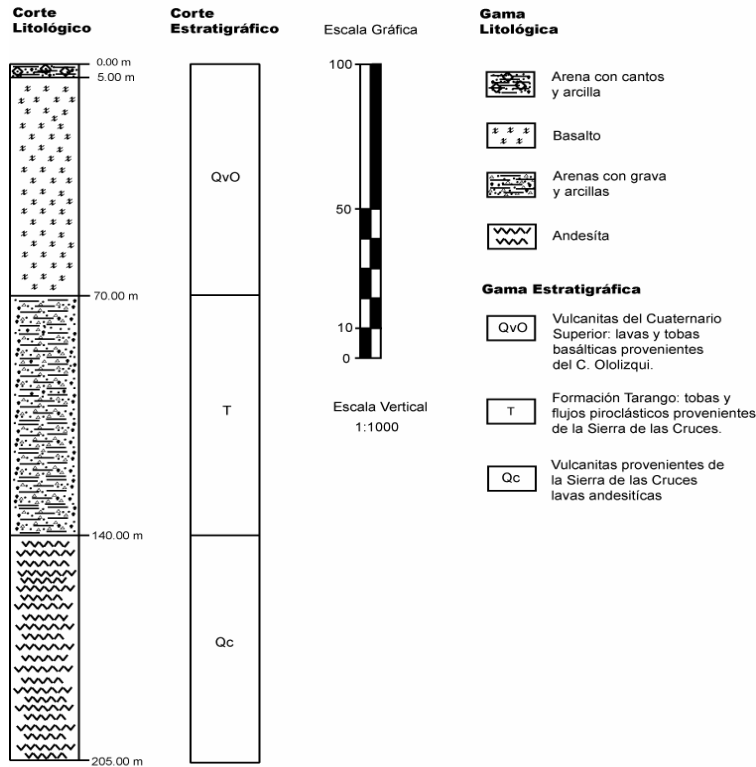 Corte
Litológico
0.00 m
5.00 m
70.00 m
140.00 m
205.00 m
Corte
Estratigráfico
QvO
T
Qc
Escala Gráfica
100
50
10
0
Escala Vertical
1:1000
Gama
Litológica
Arena con cantos
y arcilla
Basalto
Arenas con grava
y arcillas
Andesíta
Gama Estratigráfica
QvO
Vulcanitas del Cuaternario
Superior: lavas y tobas
basálticas provenientes
del C. Ololizqui.
T
Formación Tarango: tobas y
flujos piroclásticos provenientes
de la Sierra de las Cruces.
Qc
Vulcanitas provenientes de
la Sierra de las Cruces
lavas andesitícas